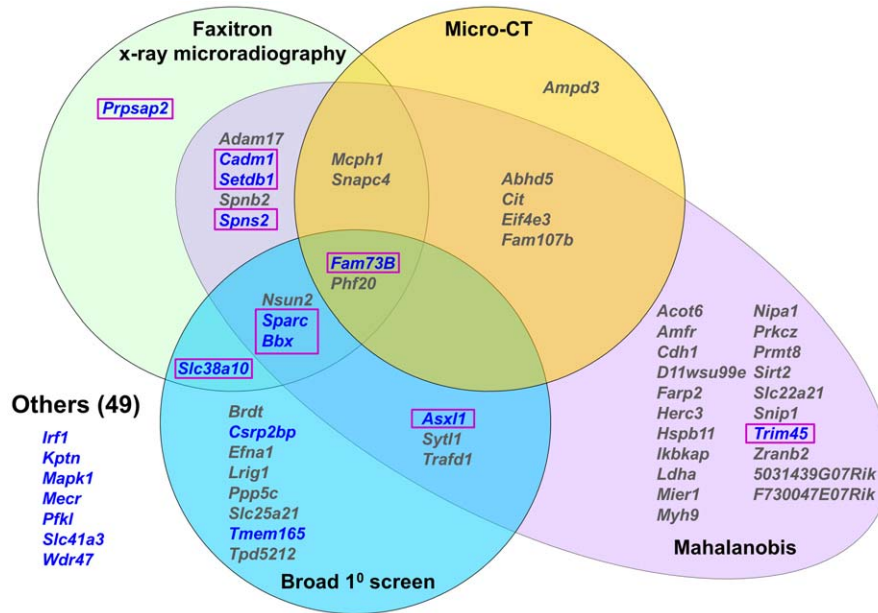 Faxitron
x-ray microradiography
Micro-CT
Ampd3
Prpsap2
Adam17
Cadm1
Setdb1
Spnb2
Spns2
Mcph1
Snapc4
Abhd5
Cit
Eif4e3
Fam107b
Fam73B
Phf20
Nsun2
Sparc
Bbx
Slc38a10
Acot6
Amfr
Cdh1
D11wsu99e
Farp2
Herc3
Hspb11
Ikbkap
Ldha
Mier1
Myh9
Nipa1
Prkcz
Prmt8
Sirt2
Slc22a21
Snip1
Trim45
Zranb2
5031439G07Rik
F730047E07Rik
Mahalanobis
Asxl1
Sytl1
Trafd1
Others (49)
Irf1
Kptn
Mapk1
Mecr
Pfkl
Slc41a3
Wdr47
Brdt
Csrp2bp
Efna1
Lrig1
Ppp5c
Slc25a21
Tmem165
Tpd5212
Broad 1⁰ screen